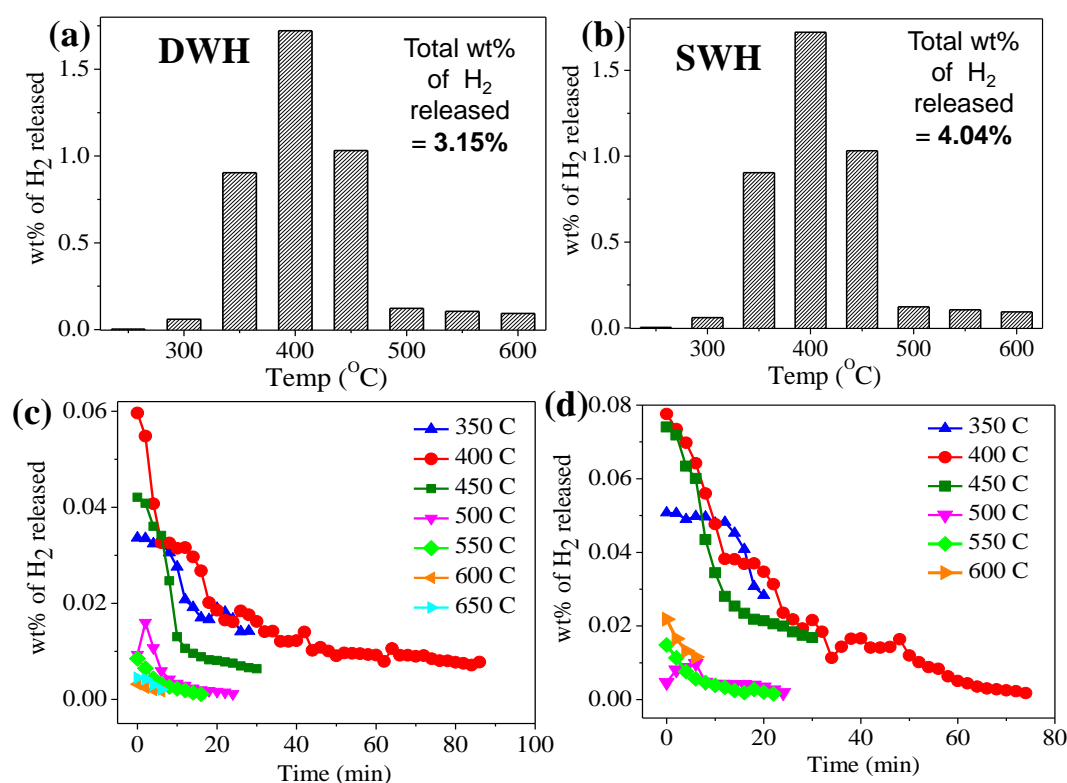 (a)
DWH
Total wt%
of H2
released
= 3.15%
wt% of H2 released
1.5
1.0
0.5
0.0
300 400 500 600
Temp (OC)
(b)
SWH
Total wt%
of H2
released
= 4.04%
wt% of H2 released
1.5
1.0
0.5
0.0
300 400 500 600
Temp (OC)
(c)
wt% of H2 released
0.06
0.04
0.02
0.00
350 C
400 C
450 C
500 C
550 C
600 C
650 C
0 20 40 60 80 100
Time (min)
(d)
wt% of H2 released
0.08
0.06
0.04
0.02
0.00
350 C
400 C
450 C
500 C
550 C
600 C
0 20 40 60 80
Time (min)